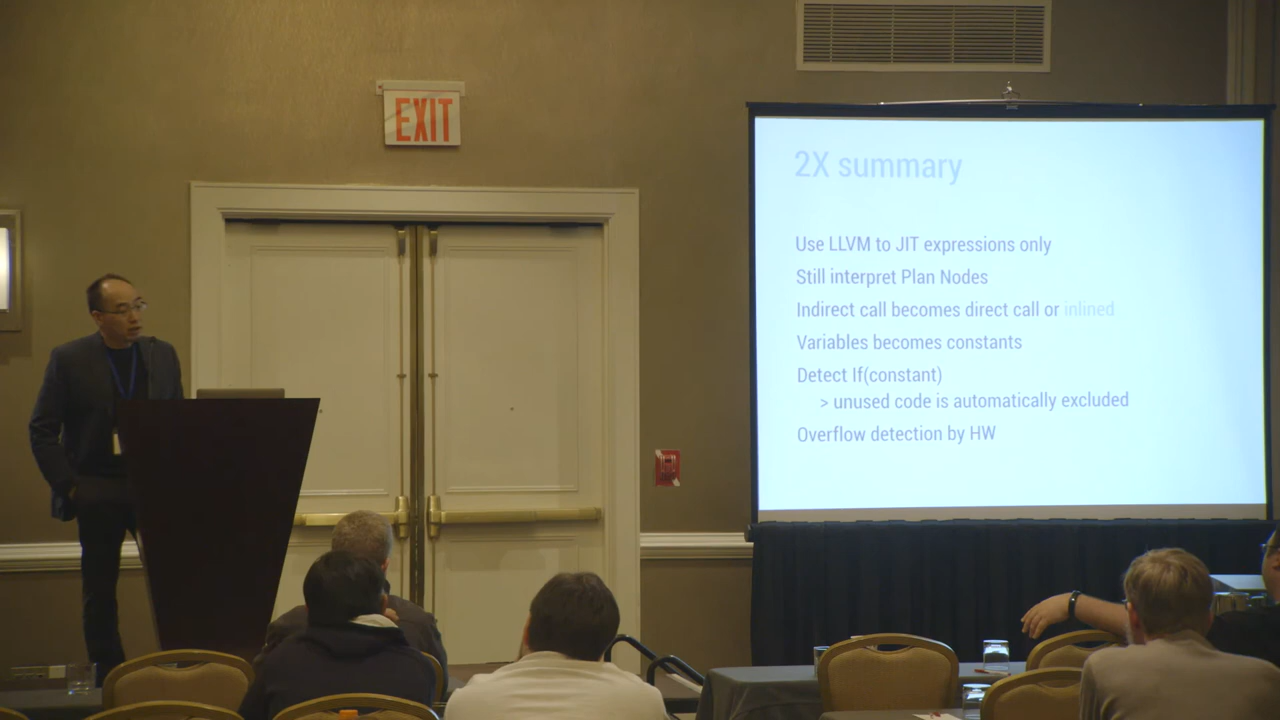 EXIT
2X summary
Use LLVM to JIT expressions only
Still interpret Plan Nodes
Indirect call becomes direct call or inlined
Variables becomes constants
Detect If(constant)
> unused code is automatically excluded
Overflow detection by HW